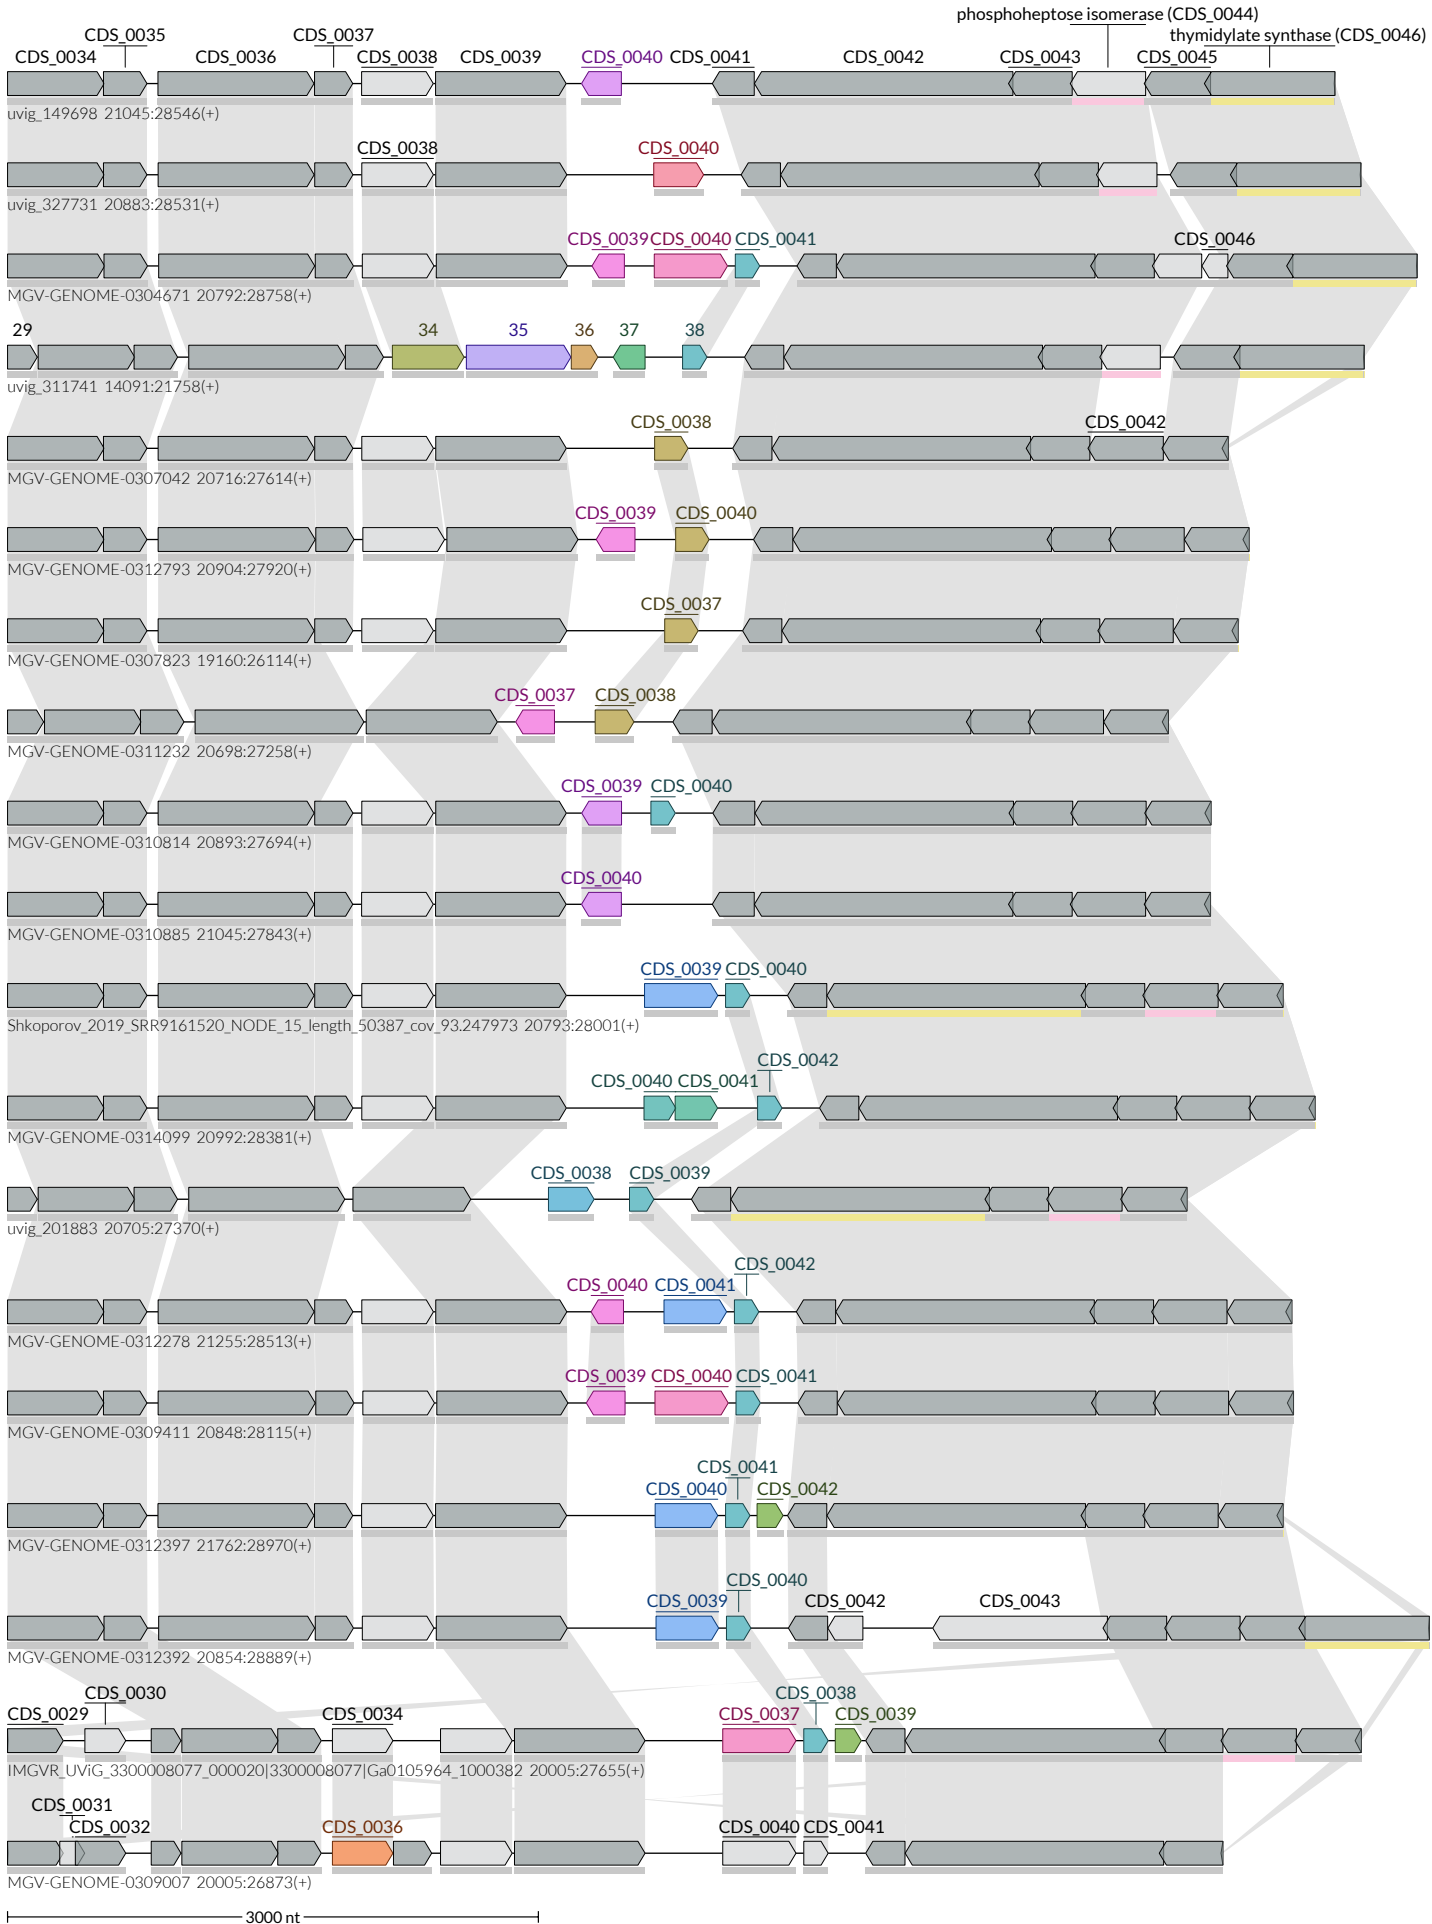 phosphoheptose isomerase (CDS_0044)
CDS_0035 CDS_0037 thymidylate synthase (CDS_0046)
CDS_0034 CDS_0036 CDS_0038 CDS_0039 CDS_0040 CDS_0041 CDS_0042 CDS_0043 CDS_0045
uvig_149698 21045:28546(+)
CDS_0038 CDS_0040
uvig_327731 20883:28531(+)
CDS_0039 CDS_0040 CDS_0041 CDS_0046
MGV-GENOME-0304671 20792:28758(+)
29 34 35 36 37 38
uvig_311741 14091:21758(+)
CDS_0038 CDS_0042
MGV-GENOME-0307042 20716:27614(+)
CDS_0039 CDS_0040
MGV-GENOME-0312793 20904:27920(+)
CDS_0037
MGV-GENOME-0307823 19160:26114(+)
CDS_0037 CDS_0038
MGV-GENOME-0311232 20698:27258(+)
CDS_0039 CDS_0040
MGV-GENOME-0310814 20893:27694(+)
CDS_0040
MGV-GENOME-0310885 21045:27843(+)
CDS_0039 CDS_0040
Shkoporov_2019_SRR9161520_NODE_15_length_50387_cov_93.247973 20793:28001(+)
CDS_0042
CDS_0040 CDS_0041
MGV-GENOME-0314099 20992:28381(+)
CDS_0038 CDS_0039
uvig_201883 20705:27370(+)
CDS_0042
CDS_0040 CDS_0041
MGV-GENOME-0312278 21255:28513(+)
CDS_0039 CDS_0040 CDS_0041
MGV-GENOME-0309411 20848:28115(+)
CDS_0041
CDS_0040 CDS_0042
MGV-GENOME-0312397 21762:28970(+)
CDS_0040
CDS_0039 CDS_0042 CDS_0043
MGV-GENOME-0312392 20854:28889(+)
CDS_0030 CDS_0038
CDS_0029 CDS_0034 CDS_0037 CDS_0039
IMGVR_UViG_3300008077_000020|3300008077|Ga0105964_1000382 20005:27655(+)
CDS_0031
CDS_0032 CDS_0036 CDS_0040 CDS_0041
MGV-GENOME-0309007 20005:26873(+)
3000 nt